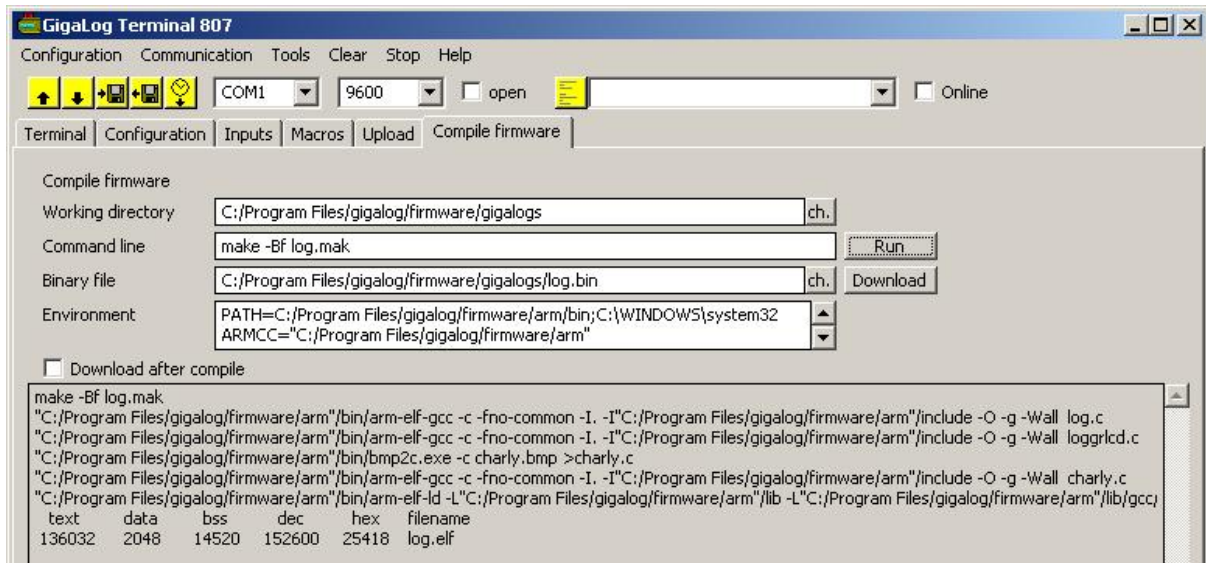 GigaLog Terminal 807
Configuration Communication Tools Clear Stop Help
COM1 9600 open Online
Terminal Configuration Inputs Macros Upload Compile firmware
Compile firmware
Working directory C:/Program Files/gigalog/firmware/gigalogs ch.
Command line make -Bf log.mak Run
Binary file C:/Program Files/gigalog/firmware/gigalogs/log.bin ch. Download
Environment PATH=C:/Program Files/gigalog/firmware/arm/bin;C:\WINDOWS\system32
ARMCC="C:/Program Files/gigalog/firmware/arm"
Download after compile
make -Bf log.mak
"C:/Program Files/gigalog/firmware/arm"/bin/arm-elf-gcc -c -fno-common -I. -I"C:/Program Files/gigalog/firmware/arm"/include -O -g -Wall log.c
"C:/Program Files/gigalog/firmware/arm"/bin/arm-elf-gcc -c -fno-common -I. -I"C:/Program Files/gigalog/firmware/arm"/include -O -g -Wall loggrlcd.c
"C:/Program Files/gigalog/firmware/arm"/bin/bmp2c.exe -c charly.bmp >charly.c
"C:/Program Files/gigalog/firmware/arm"/bin/arm-elf-gcc -c -fno-common -I. -I"C:/Program Files/gigalog/firmware/arm"/include -O -g -Wall charly.c
"C:/Program Files/gigalog/firmware/arm"/bin/arm-elf-ld -L"C:/Program Files/gigalog/firmware/arm"/lib -L"C:/Program Files/gigalog/firmware/arm"/lib/gcc/
text data bss dec hex filename
136032 2048 14520 152600 25418 log.elf